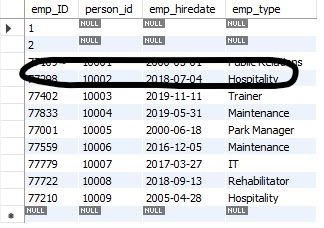 emp_ID person_id emp_hiredate emp_type
1 NULL NULL NULL
2 NULL NULL NULL
10001 Public Relations
77298 10002 2018-07-04 Hospitality
77402 10003 2019-11-11 Trainer
77833 10004 2019-05-31 Maintenance
77001 10005 2000-06-18 Park Manager
77559 10006 2016-12-05 Maintenance
77779 10007 2017-03-27 IT
77722 10008 2018-09-13 Rehabilitator
77210 10009 2005-04-28 Hospitality
NULL NULL NULL NULL